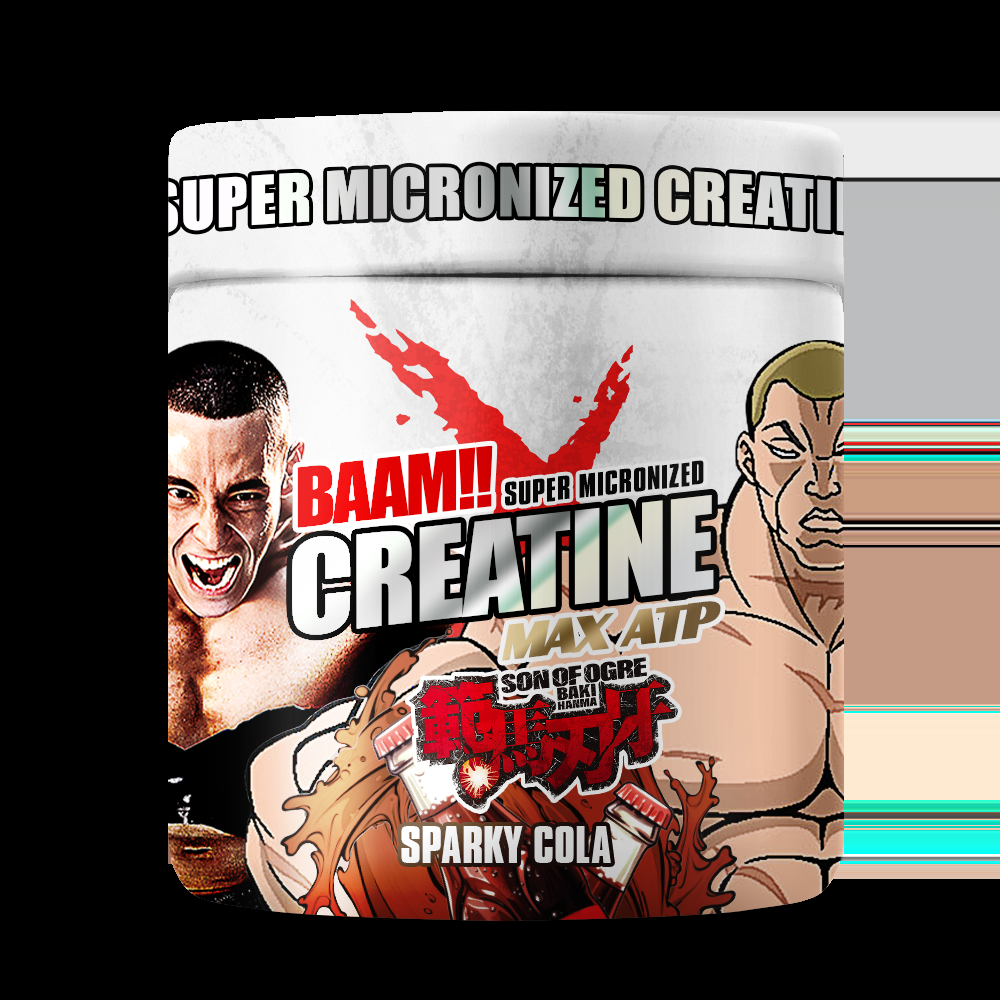 SUPER MICRONIZED CREATI
BAAM!! SUPER MICRONIZED
CREATINE
MAX ATP
SON OF OGRE
BAKI
HANMA
範馬刃牙
SPARKY COLA